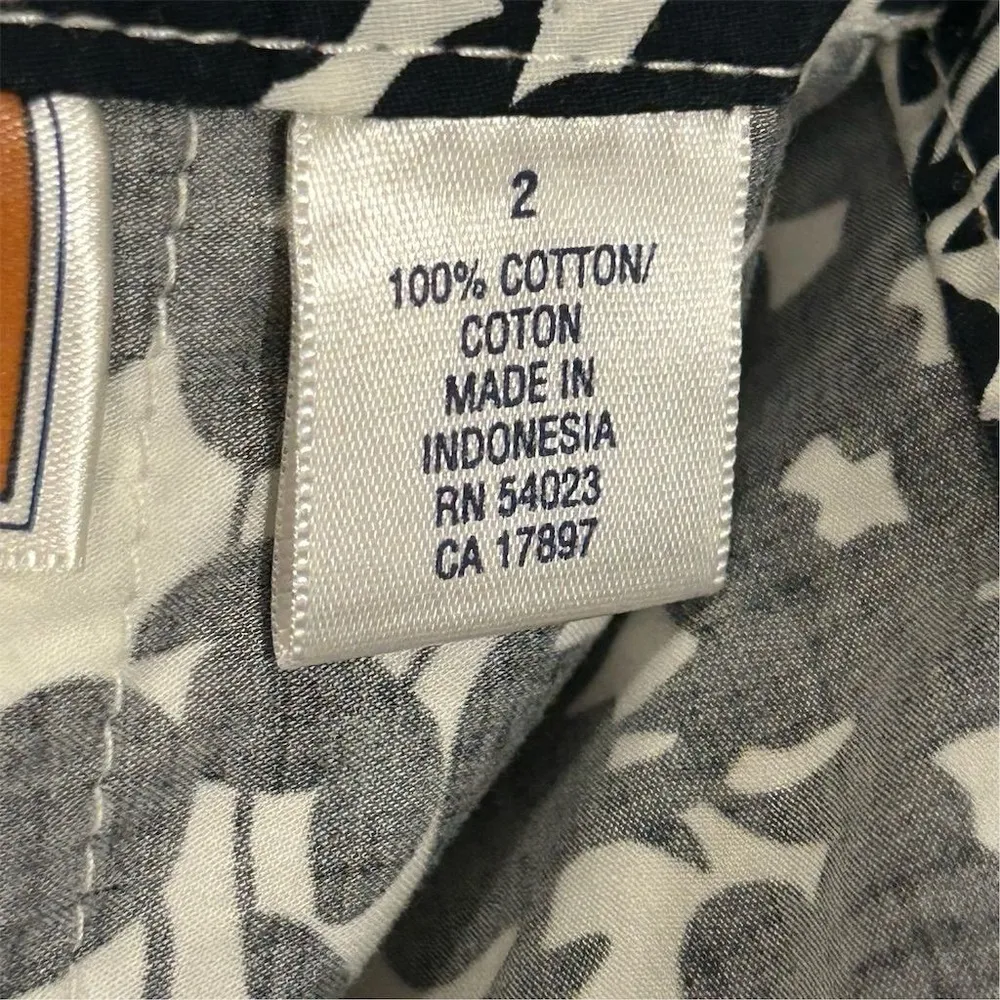 2
100% COTTON/
COTON
MADE IN
INDONESIA
RN 54023
CA 17897